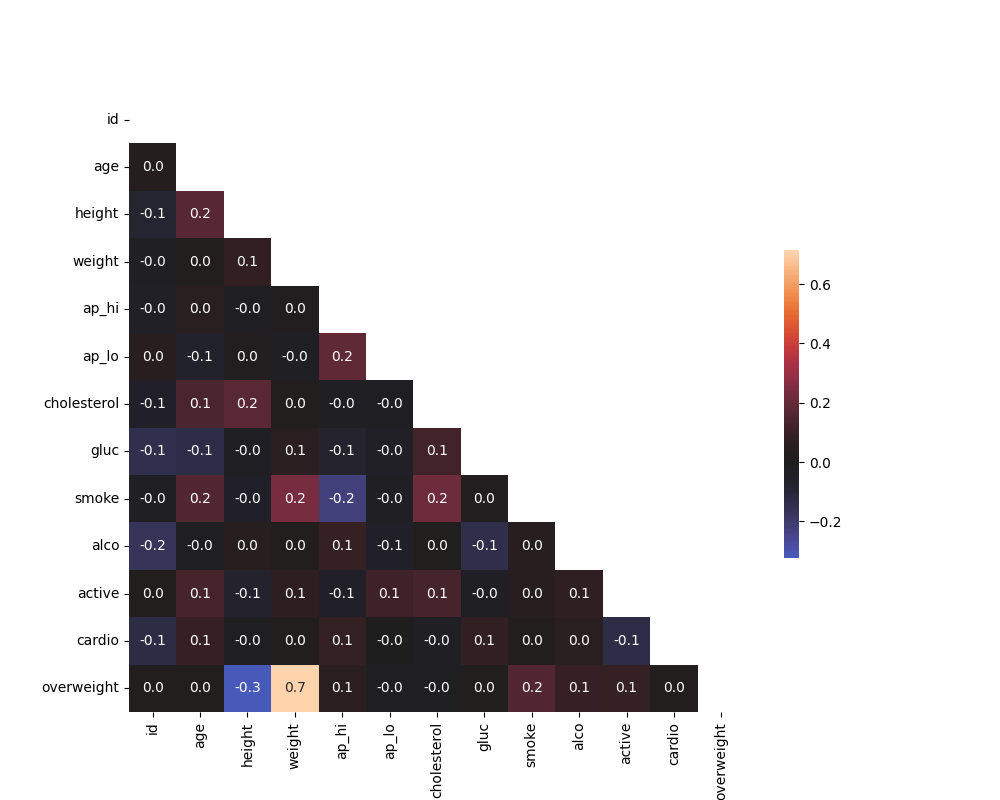 id
age 0.0
height -0.1 0.2
weight -0.0 0.0 0.1
ap_hi -0.0 0.0 -0.0 0.0
ap_lo 0.0 -0.1 0.0 -0.0 0.2
cholesterol -0.1 0.1 0.2 0.0 -0.0 -0.0
gluc -0.1 -0.1 -0.0 0.1 -0.1 -0.0 0.1
smoke -0.0 0.2 -0.0 0.2 -0.2 -0.0 0.2 0.0
alco -0.2 -0.0 0.0 0.0 0.1 -0.1 0.0 -0.1 0.0
active 0.0 0.1 -0.1 0.1 -0.1 0.1 0.1 -0.0 0.0 0.1
cardio -0.1 0.1 -0.0 0.0 0.1 -0.0 -0.0 0.1 0.0 0.0 -0.1
overweight 0.0 0.0 -0.3 0.7 0.1 -0.0 -0.0 0.0 0.2 0.1 0.1 0.0
id age height weight ap_hi ap_lo cholesterol gluc smoke alco active cardio overweight
0.6
0.4
0.2
0.0
−0.2